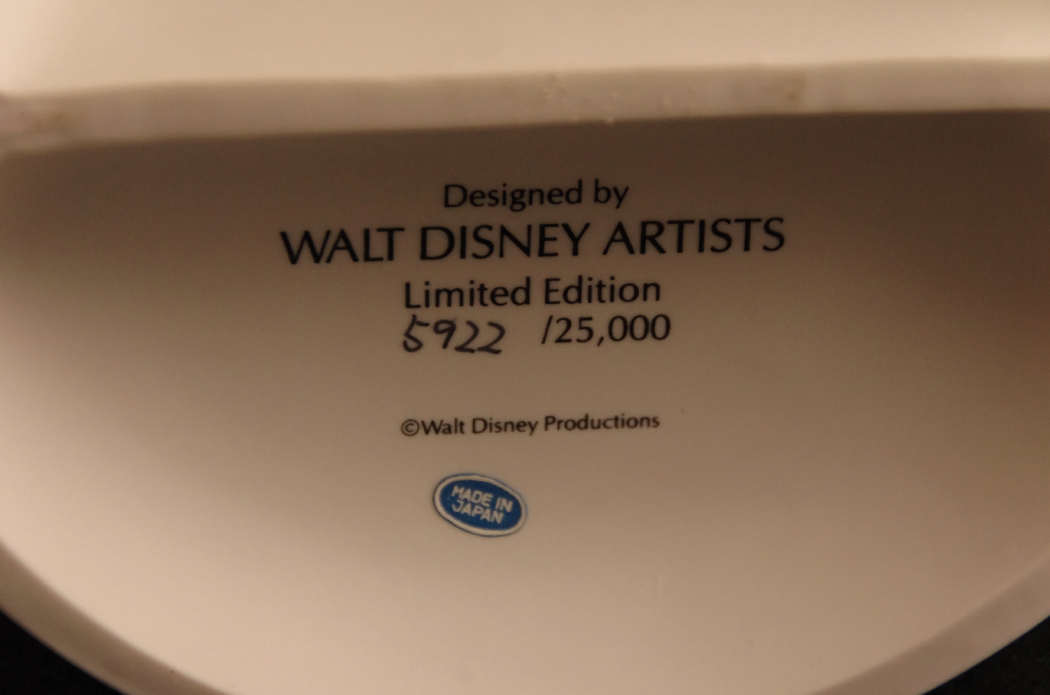 Designed by
WALT DISNEY ARTISTS
Limited Edition
5922 /25,000
©Walt Disney Productions
MADE IN
JAPAN